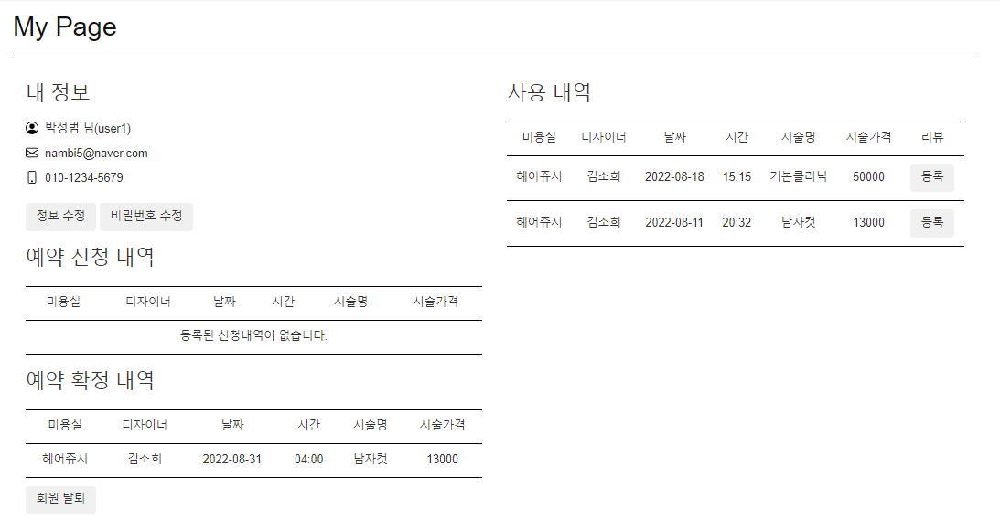 My Page
내 정보
박성범 님(user1)
nambi5@naver.com
010-1234-5679
정보 수정 비밀번호 수정
예약 신청 내역
미용실 디자이너 날짜 시간 시술명 시술가격
등록된 신청내역이 없습니다.
예약 확정 내역
미용실 디자이너 날짜 시간 시술명 시술가격
헤어쥬시 김소희 2022-08-31 04:00 남자컷 13000
회원 탈퇴
사용 내역
미용실 디자이너 날짜 시간 시술명 시술가격 리뷰
헤어쥬시 김소희 2022-08-18 15:15 기본클리닉 50000 등록
헤어쥬시 김소희 2022-08-11 20:32 남자컷 13000 등록